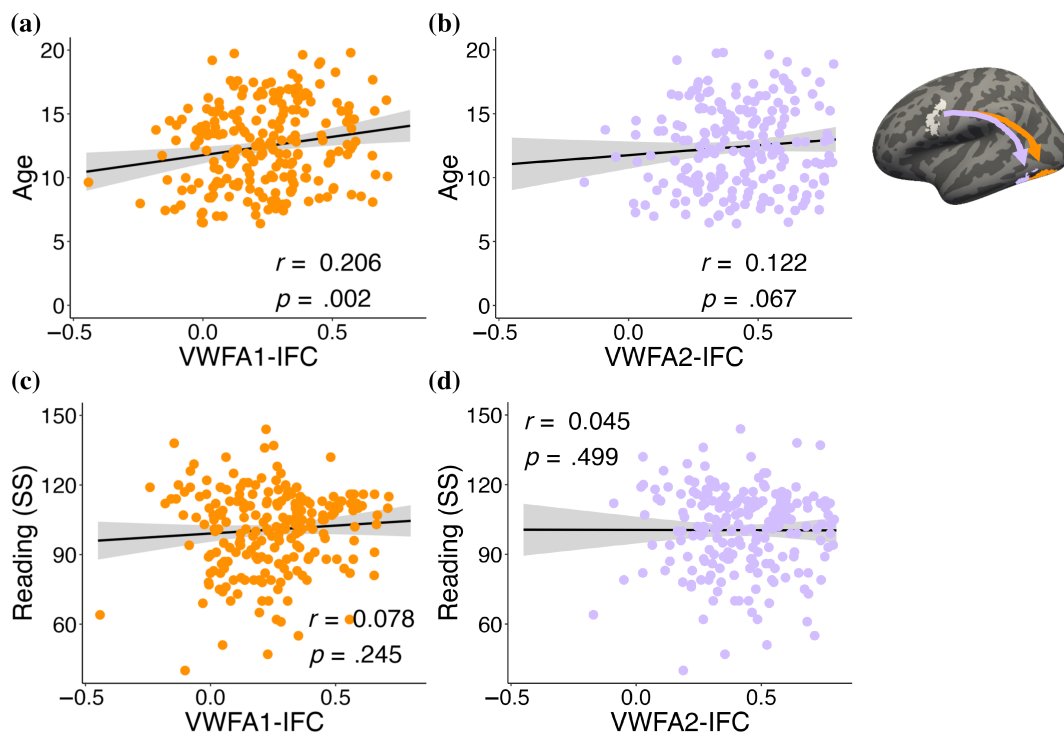 (a)
20
15
10
5
0
Age
r = 0.206
p = .002
−0.5 0.0 0.5
VWFA1-IFC
(b)
20
15
10
5
0
Age
r = 0.122
p = .067
−0.5 0.0 0.5
VWFA2-IFC
(c)
150
120
90
60
Reading (SS)
r = 0.078
p = .245
−0.5 0.0 0.5
VWFA1-IFC
(d)
150
120
90
60
Reading (SS)
r = 0.045
p = .499
−0.5 0.0 0.5
VWFA2-IFC